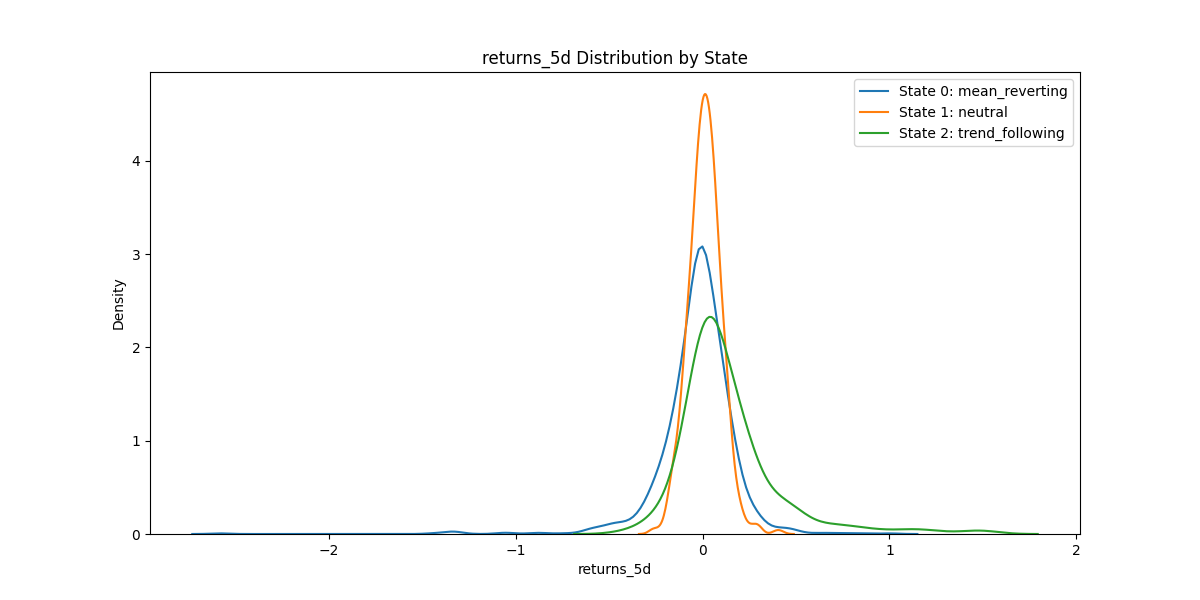 returns_5d Distribution by State
State 0: mean_reverting
State 1: neutral
State 2: trend_following
Density
4
3
2
1
0
−2
−1
0
1
2
returns_5d